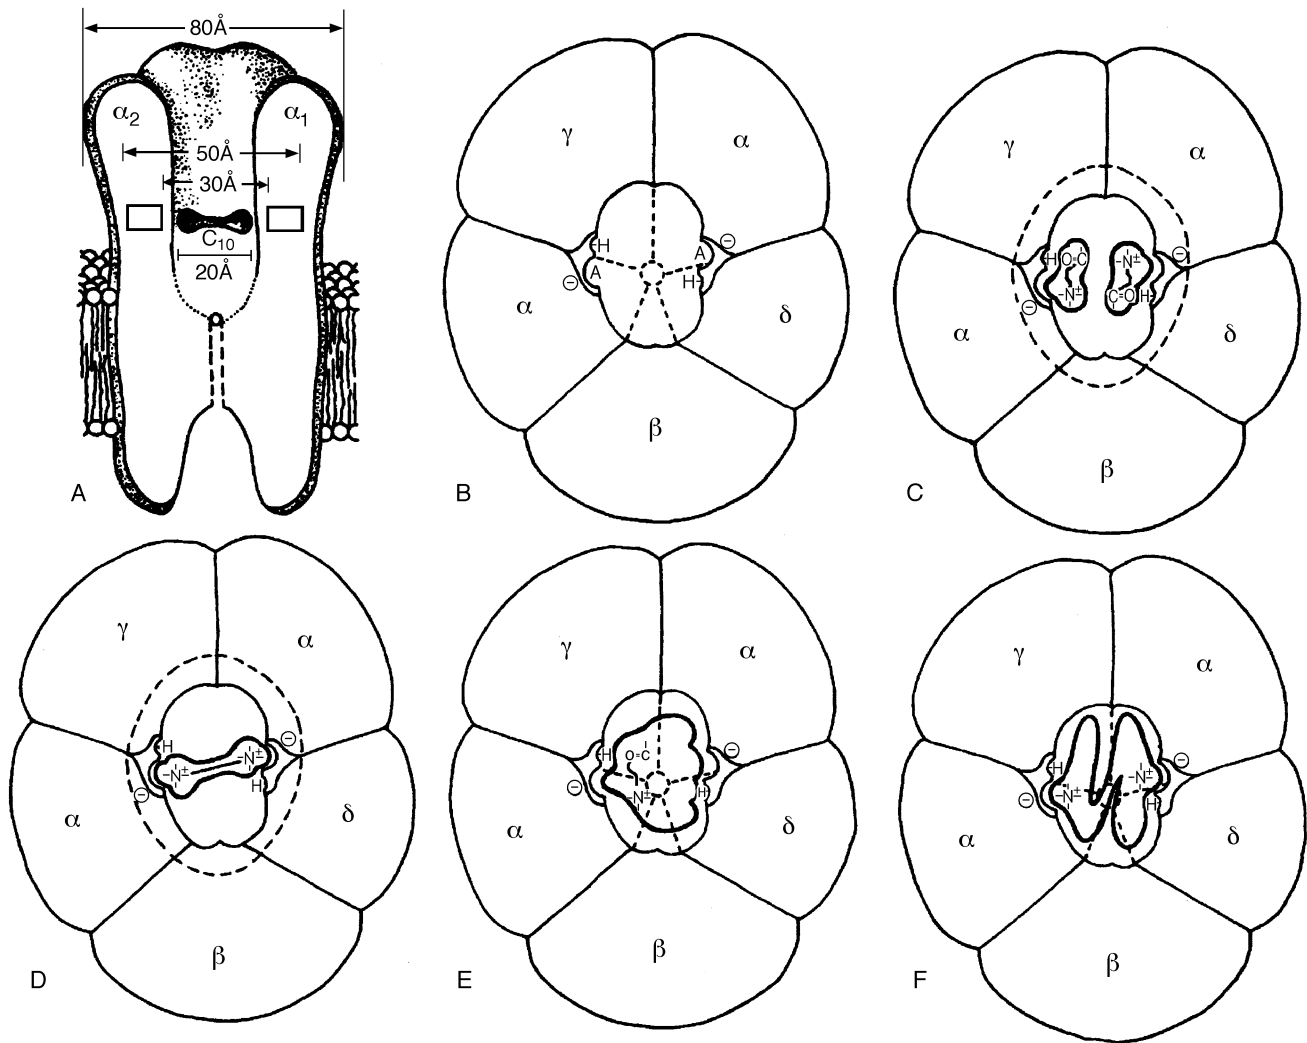 80Å
α2
α1
50Å
30Å
C10
20Å
A
γ
α
H
A
⊖
A
⊖
H
α
δ
β
B
γ
α
H
O=C
-N±
⊖
-N±
C=O
H
⊖
α
δ
β
C
γ
α
H
-N±
⊖
-N±
H
⊖
α
δ
β
D
γ
α
H
O=C
⊖
-N±
H
⊖
α
δ
β
E
γ
α
H
-N±
⊖
-N±
H
⊖
α
δ
β
F